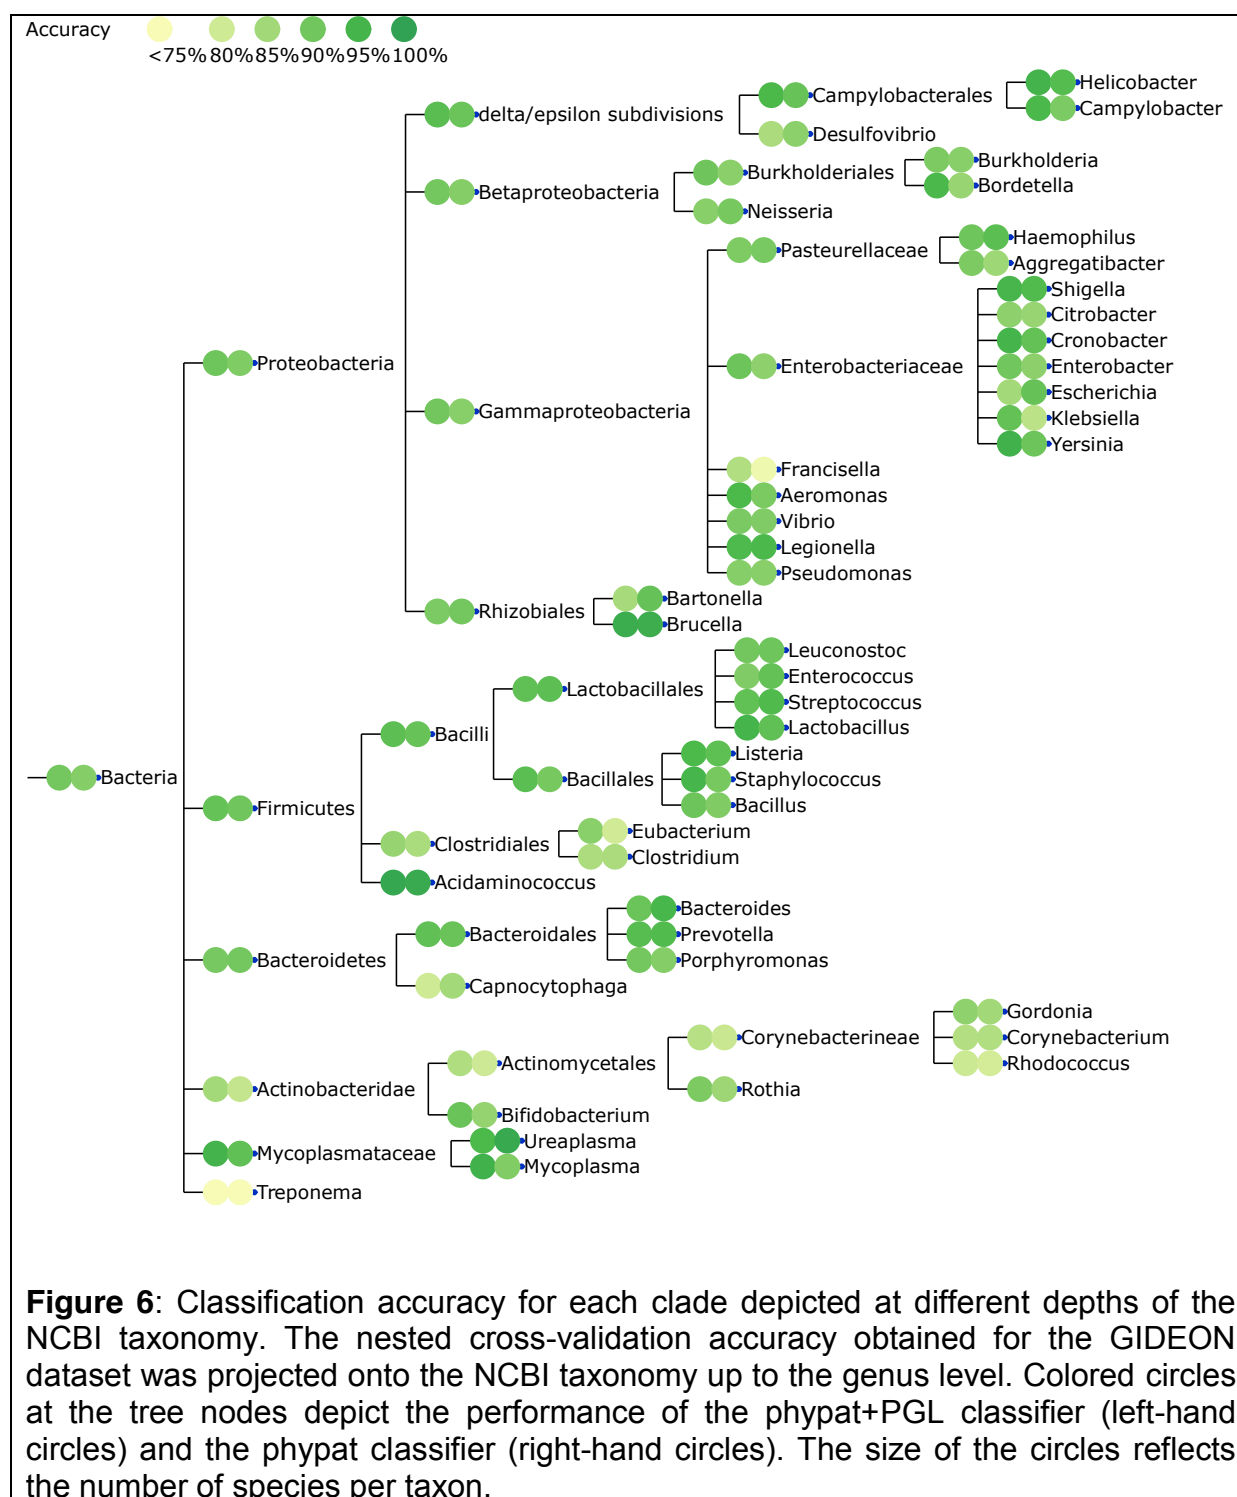 Accuracy
<75% 80% 85% 90% 95% 100%
Helicobacter
Campylobacterales
Campylobacter
delta/epsilon subdivisions
Desulfovibrio
Burkholderia
Burkholderiales
Bordetella
Betaproteobacteria
Neisseria
Haemophilus
Pasteurellaceae
Aggregatibacter
Shigella
Citrobacter
Cronobacter
Proteobacteria
Enterobacteriaceae
Enterobacter
Escherichia
Gammaproteobacteria
Klebsiella
Yersinia
Francisella
Aeromonas
Vibrio
Legionella
Pseudomonas
Bartonella
Rhizobiales
Brucella
Leuconostoc
Enterococcus
Lactobacillales
Streptococcus
Lactobacillus
Bacilli
Listeria
Bacteria
Bacillales
Staphylococcus
Firmicutes
Bacillus
Eubacterium
Clostridiales
Clostridium
Acidaminococcus
Bacteroides
Bacteroidales
Prevotella
Bacteroidetes
Porphyromonas
Capnocytophaga
Gordonia
Corynebacterineae
Corynebacterium
Actinomycetales
Rhodococcus
Actinobacteridae
Rothia
Bifidobacterium
Ureaplasma
Mycoplasmataceae
Mycoplasma
Treponema
Figure 6: Classification accuracy for each clade depicted at different depths of the
NCBI taxonomy. The nested cross-validation accuracy obtained for the GIDEON
dataset was projected onto the NCBI taxonomy up to the genus level. Colored circles
at the tree nodes depict the performance of the phypat+PGL classifier (left-hand
circles) and the phypat classifier (right-hand circles). The size of the circles reflects
the number of species per taxon.